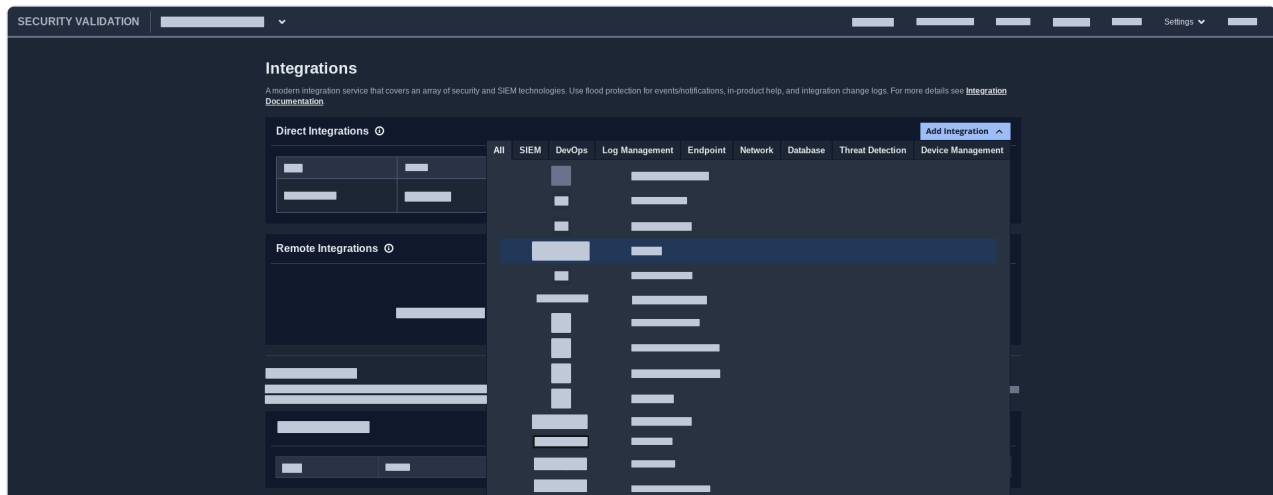 SECURITY VALIDATION
Settings
Integrations
A modern integration service that covers an array of security and SIEM technologies. Use flood protection for events/notifications, in-product help, and integration change logs. For more details see Integration
Documentation.
Direct Integrations
Add Integration
All SIEM DevOps Log Management Endpoint Network Database Threat Detection Device Management
Remote Integrations